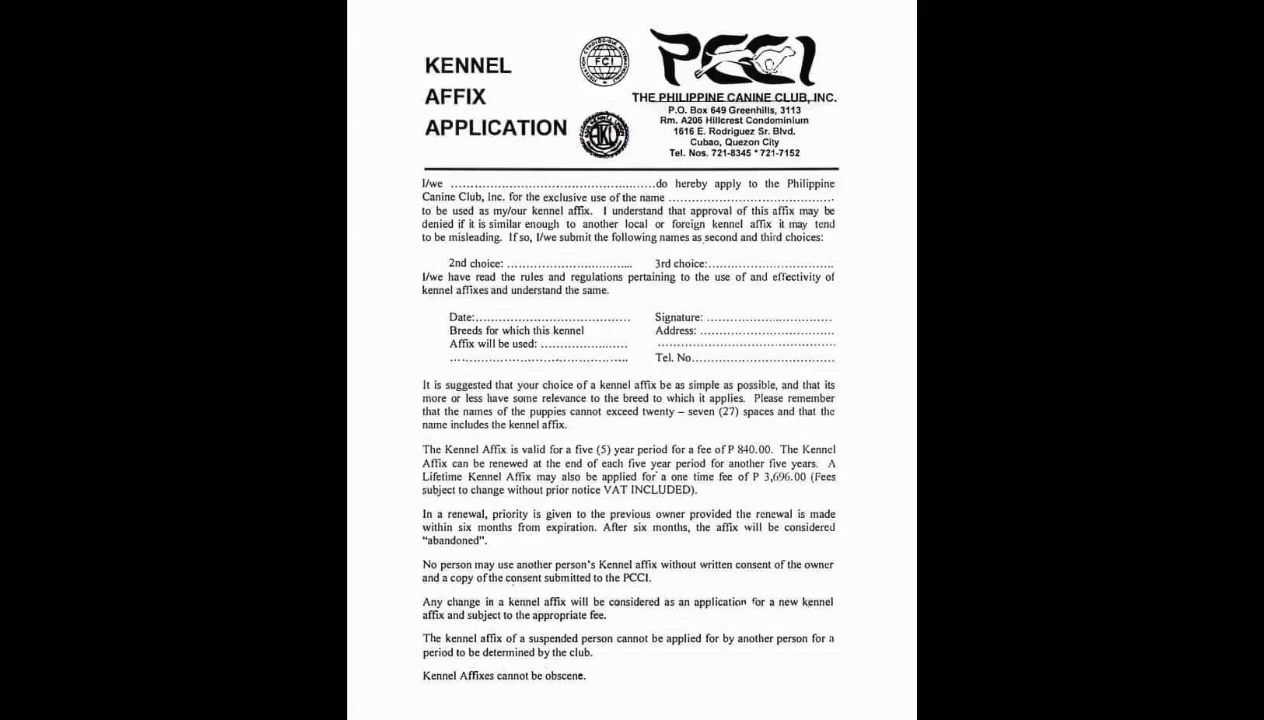 KENNEL
AFFIX
APPLICATION
FCI
AKU
PCCI
THE PHILIPPINE CANINE CLUB, INC.
P.O. Box 649 Greenhills, 3113
Rm. A206 Hillcrest Condominium
1616 E. Rodriguez Sr. Blvd.
Cubao, Quezon City
Tel. Nos. 721-8345 * 721-7152
I/we ……………………………………………….do hereby apply to the Philippine
Canine Club, Inc. for the exclusive use of the name …………………………………….
to be used as my/our kennel affix. I understand that approval of this affix may be
denied if it is similar enough to another local or foreign kennel affix it may tend
to be misleading. If so, I/we submit the following names as second and third choices:
2nd choice: ………………………….... 3rd choice:…………………………….
I/we have read the rules and regulations pertaining to the use of and effectivity of
kennel affixes and understand the same.
Date:…………………………………… Signature: …………………………….
Breeds for which this kennel Address: ……………………………….
Affix will be used: ………………….. ………………………………………….
………………………………………. Tel. No…………………………………
It is suggested that your choice of a kennel affix be as simple as possible, and that its
more or less have some relevance to the breed to which it applies. Please remember
that the names of the puppies cannot exceed twenty – seven (27) spaces and that the
name includes the kennel affix.
The Kennel Affix is valid for a five (5) year period for a fee of P 840.00. The Kennel
Affix can be renewed at the end of each five year period for another five years. A
Lifetime Kennel Affix may also be applied for a one time fee of P 3,696.00 (Fees
subject to change without prior notice VAT INCLUDED).
In a renewal, priority is given to the previous owner provided the renewal is made
within six months from expiration. After six months, the affix will be considered
“abandoned”.
No person may use another person’s Kennel affix without written consent of the owner
and a copy of the consent submitted to the PCCI.
Any change in a kennel affix will be considered as an application for a new kennel
affix and subject to the appropriate fee.
The kennel affix of a suspended person cannot be applied for by another person for a
period to be determined by the club.
Kennel Affixes cannot be obscene.